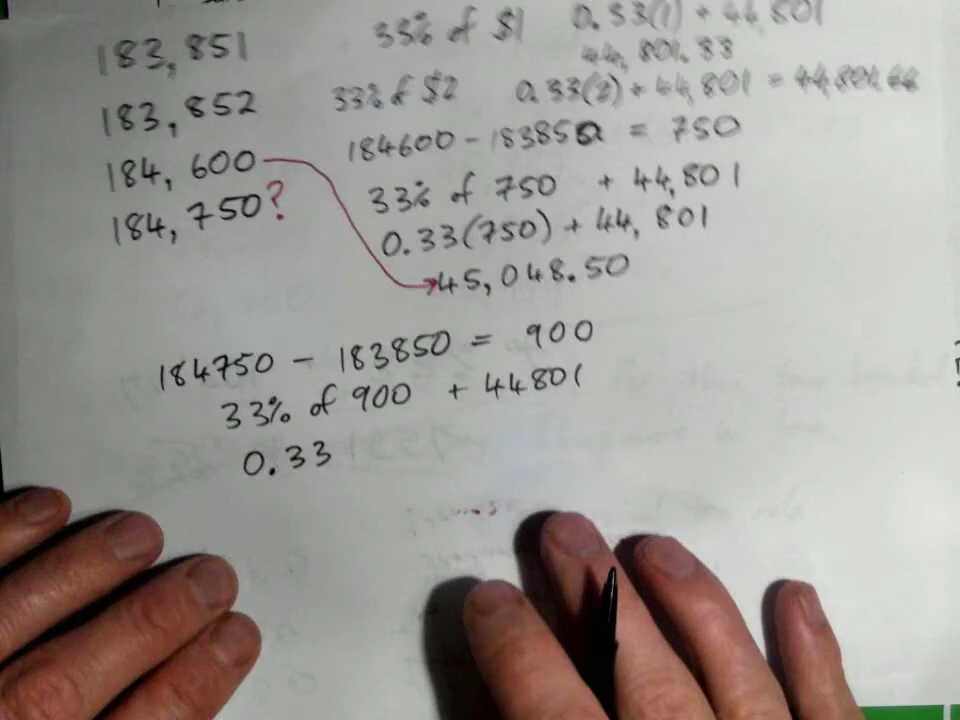 183,851 33% of $1 0.33(1) + 44,801
44,801.33
183,852 33% of $2 0.33(2) + 44,801 = 44,801.66
184,600 184600 - 183850 = 750
184,750? 33% of 750 + 44,801
0.33(750) + 44,801
45,048.50
184750 - 183850 = 900
33% of 900 + 44801
0.33